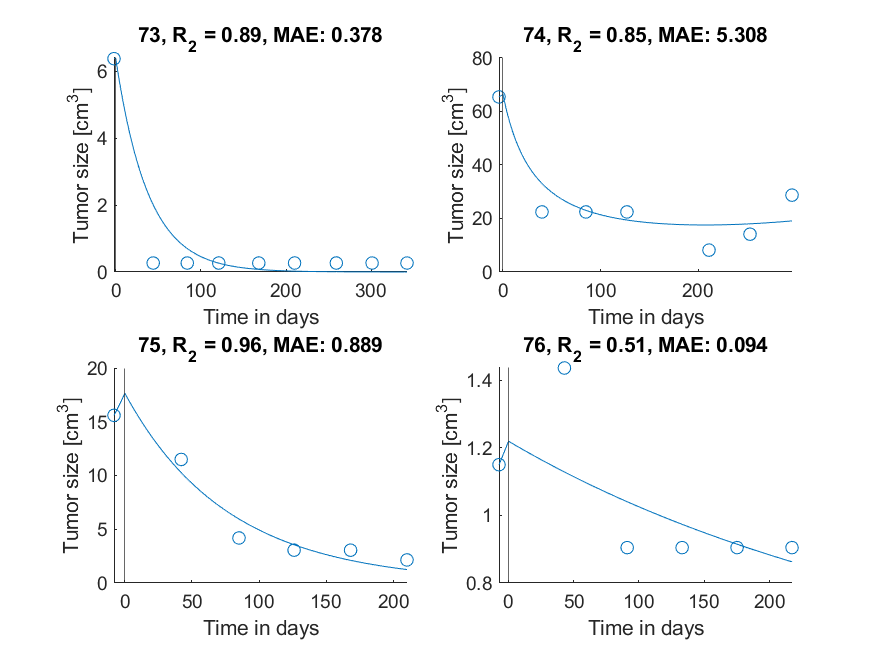 73, R2 = 0.89, MAE: 0.378
6
4
2
0
Tumor size [cm3]
0 100 200 300
Time in days
74, R2 = 0.85, MAE: 5.308
80
60
40
20
0
Tumor size [cm3]
0 100 200
Time in days
75, R2 = 0.96, MAE: 0.889
20
15
10
5
0
Tumor size [cm3]
0 50 100 150 200
Time in days
76, R2 = 0.51, MAE: 0.094
1.4
1.2
1
0.8
Tumor size [cm3]
0 50 100 150 200
Time in days